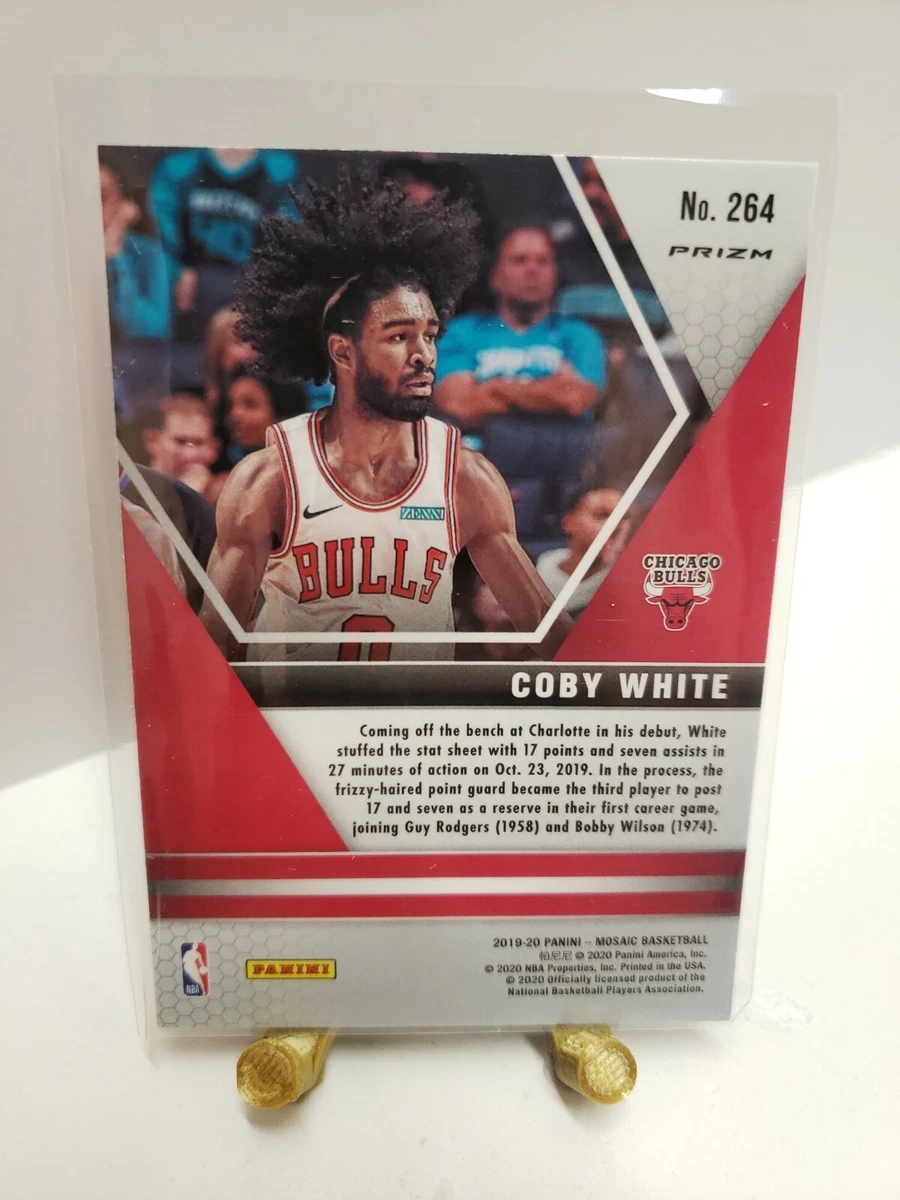 No. 264
PRIZM
ZENNI
BULLS
0
CHICAGO
BULLS
COBY WHITE
Coming off the bench at Charlotte in his debut, White
stuffed the stat sheet with 17 points and seven assists in
27 minutes of action on Oct. 23, 2019. In the process, the
frizzy-haired point guard became the third player to post
17 and seven as a reserve in their first career game,
joining Guy Rodgers (1958) and Bobby Wilson (1974).
2019-20 PANINI – MOSAIC BASKETBALL
帕尼尼 © 2020 Panini America, Inc.
© 2020 NBA Properties, Inc. Printed in the USA.
© 2020 Officially licensed product of the
National Basketball Players Association.
NBA
PANINI